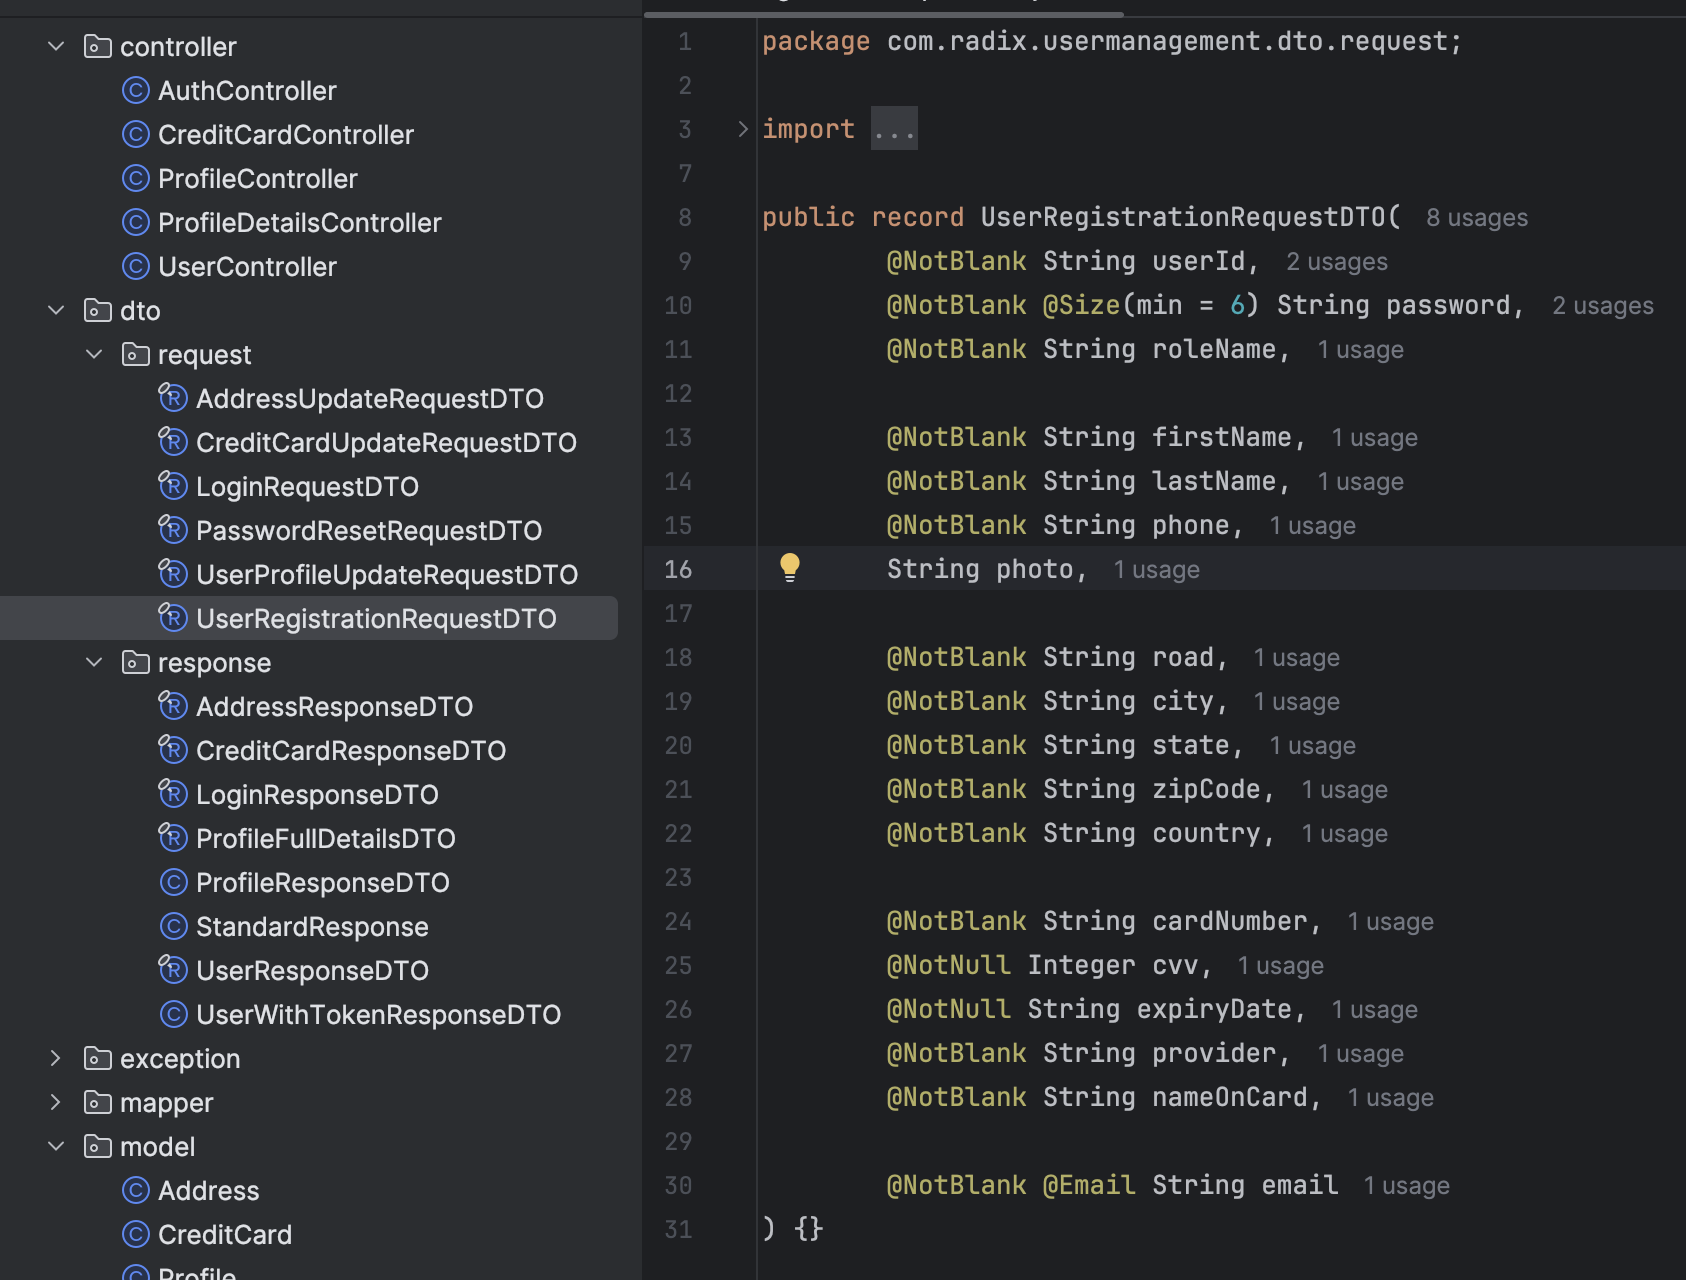 controller
AuthController
CreditCardController
ProfileController
ProfileDetailsController
UserController
dto
request
AddressUpdateRequestDTO
CreditCardUpdateRequestDTO
LoginRequestDTO
PasswordResetRequestDTO
UserProfileUpdateRequestDTO
UserRegistrationRequestDTO
response
AddressResponseDTO
CreditCardResponseDTO
LoginResponseDTO
ProfileFullDetailsDTO
ProfileResponseDTO
StandardResponse
UserResponseDTO
UserWithTokenResponseDTO
exception
mapper
model
Address
CreditCard
Profile
1 package com.radix.usermanagement.dto.request;
2
3 import ...
7
8 public record UserRegistrationRequestDTO( 8 usages
9 @NotBlank String userId, 2 usages
10 @NotBlank @Size(min = 6) String password, 2 usages
11 @NotBlank String roleName, 1 usage
12
13 @NotBlank String firstName, 1 usage
14 @NotBlank String lastName, 1 usage
15 @NotBlank String phone, 1 usage
16 String photo, 1 usage
17
18 @NotBlank String road, 1 usage
19 @NotBlank String city, 1 usage
20 @NotBlank String state, 1 usage
21 @NotBlank String zipCode, 1 usage
22 @NotBlank String country, 1 usage
23
24 @NotBlank String cardNumber, 1 usage
25 @NotNull Integer cvv, 1 usage
26 @NotNull String expiryDate, 1 usage
27 @NotBlank String provider, 1 usage
28 @NotBlank String nameOnCard, 1 usage
29
30 @NotBlank @Email String email 1 usage
31 ) {}